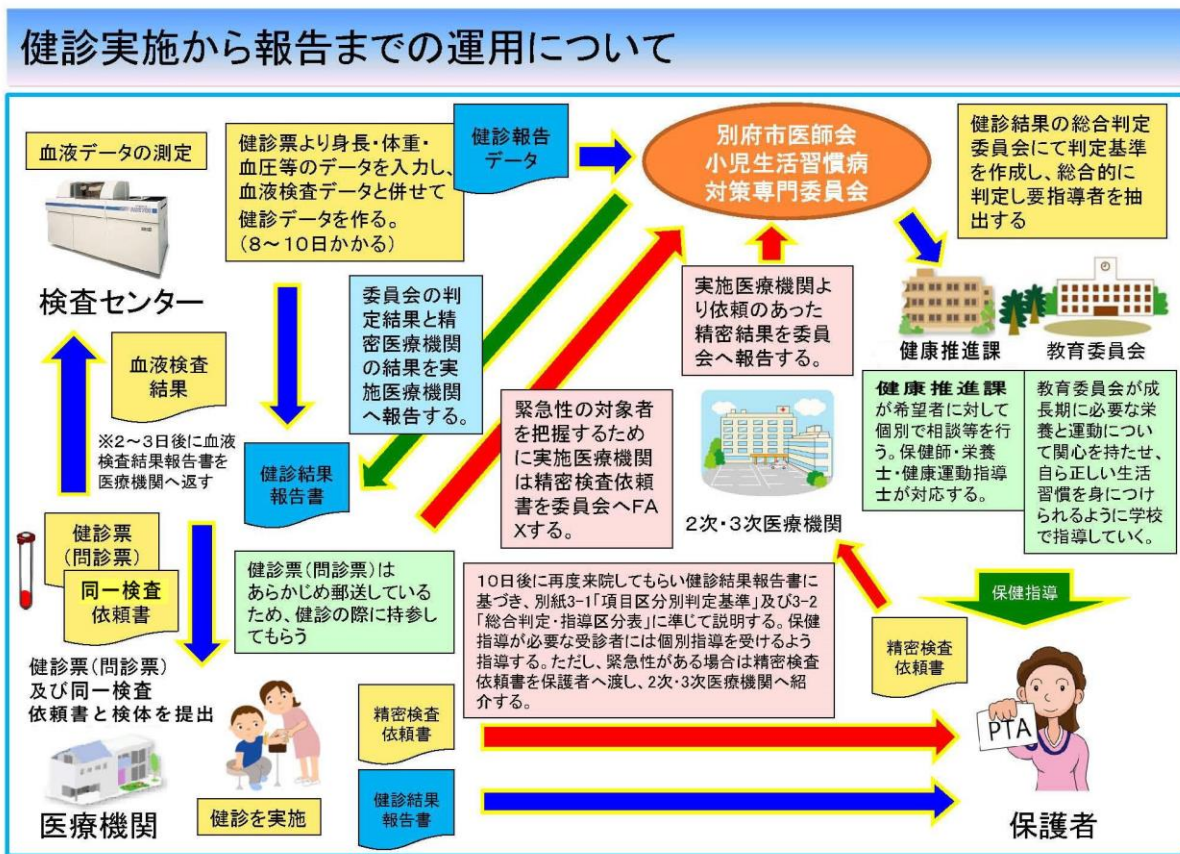 健診実施から報告までの運用について
血液データの測定
検査センター
健診票より身長・体重・
血圧等のデータを入力し、
血液検査データと併せて
健診データを作る。
(8～10日かかる)
健診報告
データ
別府市医師会
小児生活習慣病
対策専門委員会
健診結果の総合判定
委員会にて判定基準
を作成し、総合的に
判定し要指導者を抽
出する
血液検査
結果
※2～3日後に血液
検査結果報告書を
医療機関へ返す
委員会の判
定結果と精
密医療機関
の結果を実
施医療機関
へ報告する。
健診結果
報告書
実施医療機関
より依頼のあった
精密結果を委員
会へ報告する。
緊急性の対象者
を把握するため
に実施医療機関
は精密検査依頼
書を委員会へFA
Xする。
2次・3次医療機関
健康推進課
教育委員会
健康推進課
が希望者に対して
個別で相談等を行
う。保健師・栄養
士・健康運動指導
士が対応する。
教育委員会が成
長期に必要な栄
養と運動につい
て関心を持たせ、
自ら正しい生活
習慣を身につけ
られるように学校
で指導していく。
健診票
(問診票)
同一検査
依頼書
健診票(問診票)
及び同一検査
依頼書と検体を提出
医療機関
健診票(問診票)は
あらかじめ郵送している
ため、健診の際に持参し
てもらう
健診を実施
10日後に再度来院してもらい健診結果報告書に
基づき、別紙3-1「項目区分別判定基準」及び3-2
「総合判定・指導区分表」に準じて説明する。保健
指導が必要な受診者には個別指導を受けるよう
指導する。ただし、緊急性がある場合は精密検査
依頼書を保護者へ渡し、2次・3次医療機関へ紹
介する。
保健指導
精密検査
依頼書
精密検査
依頼書
健診結果
報告書
PTA
保護者